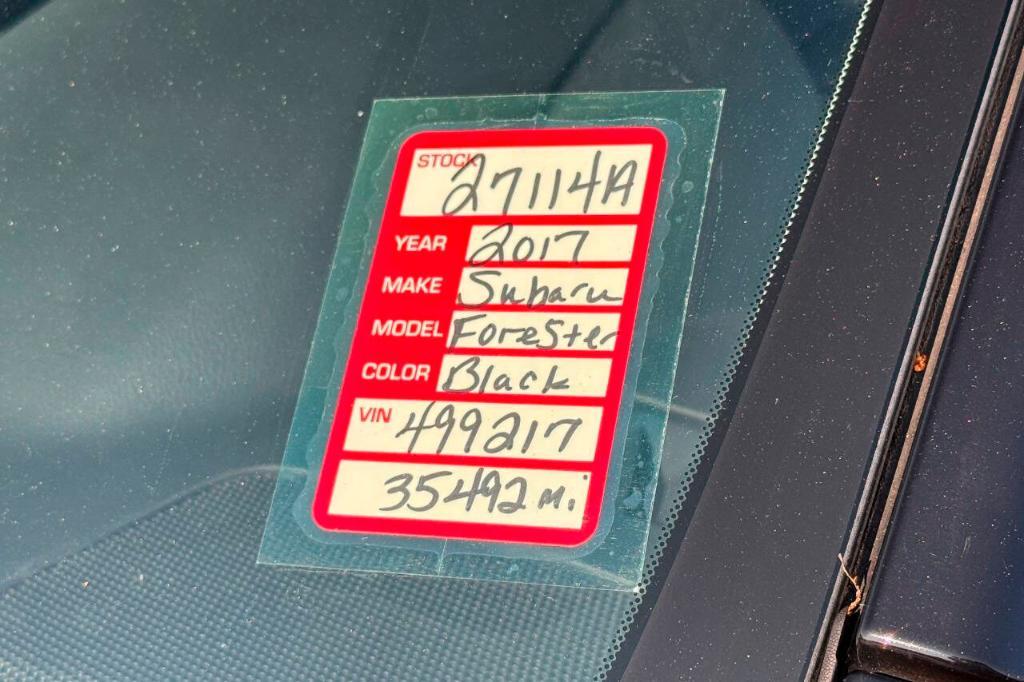 STOCK 27114A
YEAR 2017
MAKE Subaru
MODEL Forester
COLOR Black
VIN 499217
35492 mi